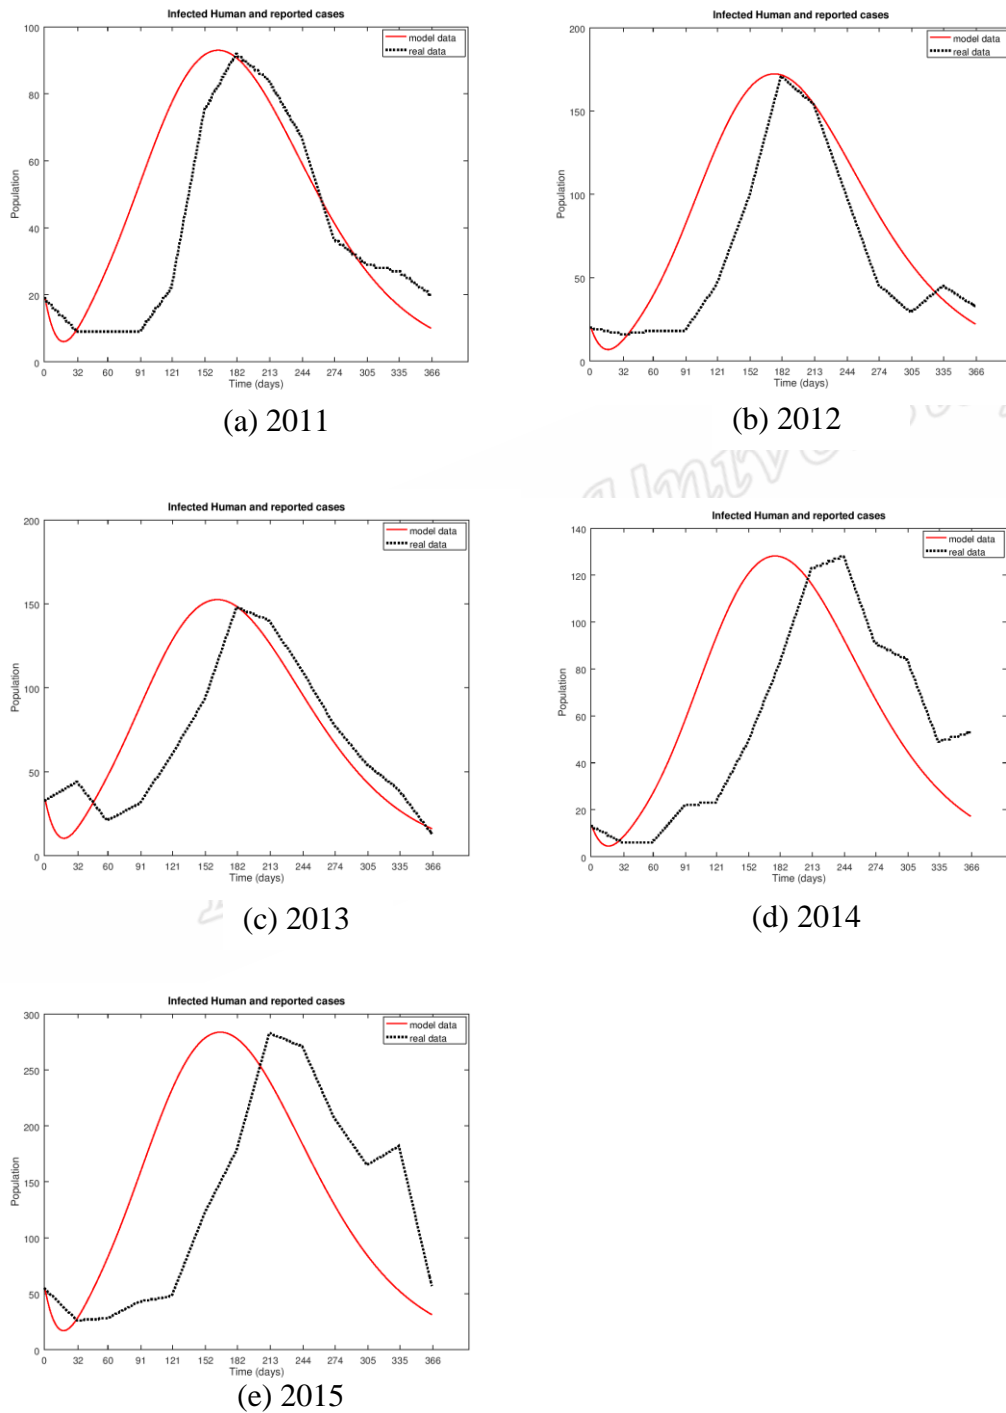 Infected Human and reported cases
model data
real data
Population
100
80
60
40
20
0
0 32 60 91 121 152 182 213 244 274 305 335 366
Time (days)
(a) 2011
Infected Human and reported cases
model data
real data
Population
200
150
100
50
0
0 32 60 91 121 152 182 213 244 274 305 335 366
Time (days)
(b) 2012
Infected Human and reported cases
model data
real data
Population
200
150
100
50
0
0 32 60 91 121 152 182 213 244 274 305 335 366
Time (days)
(c) 2013
Infected Human and reported cases
model data
real data
Population
140
120
100
80
60
40
20
0
0 32 60 91 121 152 182 213 244 274 305 335 366
Time (days)
(d) 2014
Infected Human and reported cases
model data
real data
Population
300
250
200
150
100
50
0
0 32 60 91 121 152 182 213 244 274 305 335 366
Time (days)
(e) 2015